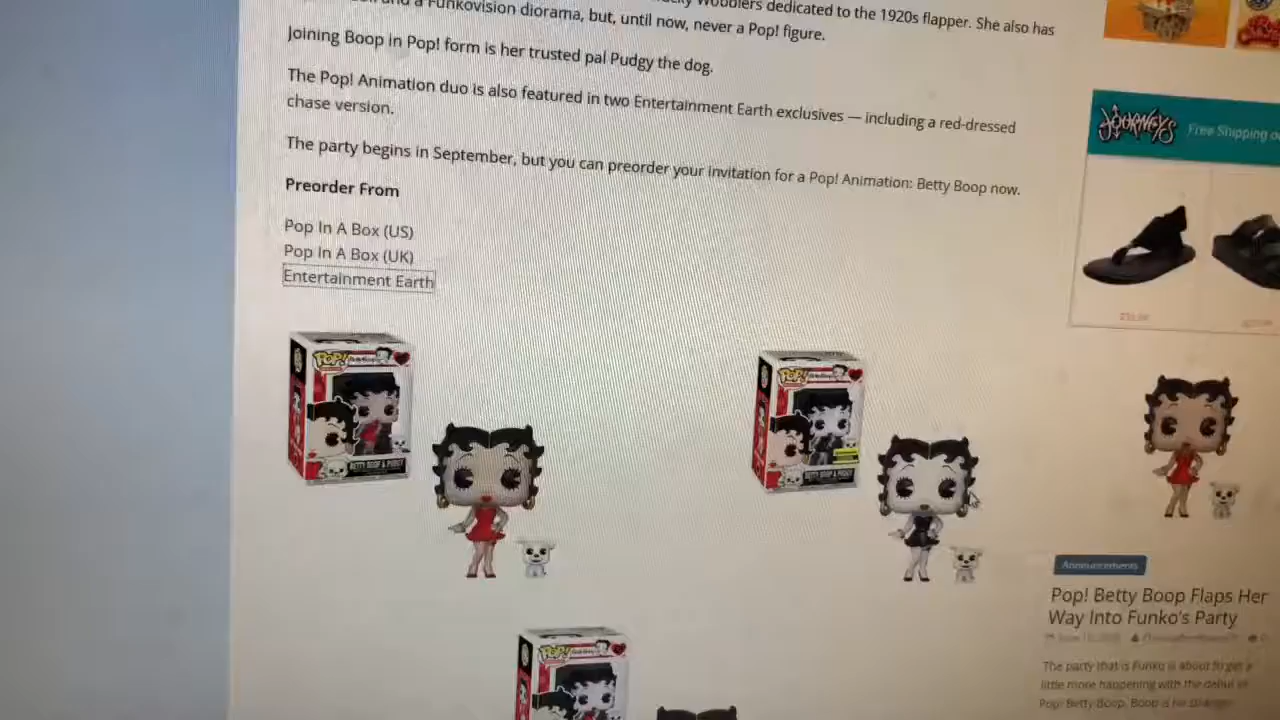 a Funkovision diorama, but, until now, never a Pop! figure.
Wobblers dedicated to the 1920s flapper. She also has
Joining Boop in Pop! form is her trusted pal Pudgy the dog.
The Pop! Animation duo is also featured in two Entertainment Earth exclusives — including a red-dressed
chase version.
The party begins in September, but you can preorder your invitation for a Pop! Animation: Betty Boop now.
Preorder From
Pop In A Box (US)
Pop In A Box (UK)
Entertainment Earth
JOURNEYS
Free Shipping
POP!
BETTY BOOP & PUDGY
POP!
BETTY BOOP & PUDGY
POP!
Announcements
Pop! Betty Boop Flaps Her
Way Into Funko's Party
The party that is Funko is about to get a
little more happening with the debut of
Pop! Betty Boop. Boop is no stranger